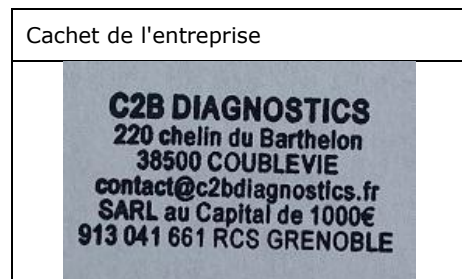 Cachet de l'entreprise
C2B DIAGNOSTICS
220 chelin du Barthelon
38500 COUBLEVIE
contact@c2bdiagnostics.fr
SARL au Capital de 1000€
913 041 661 RCS GRENOBLE